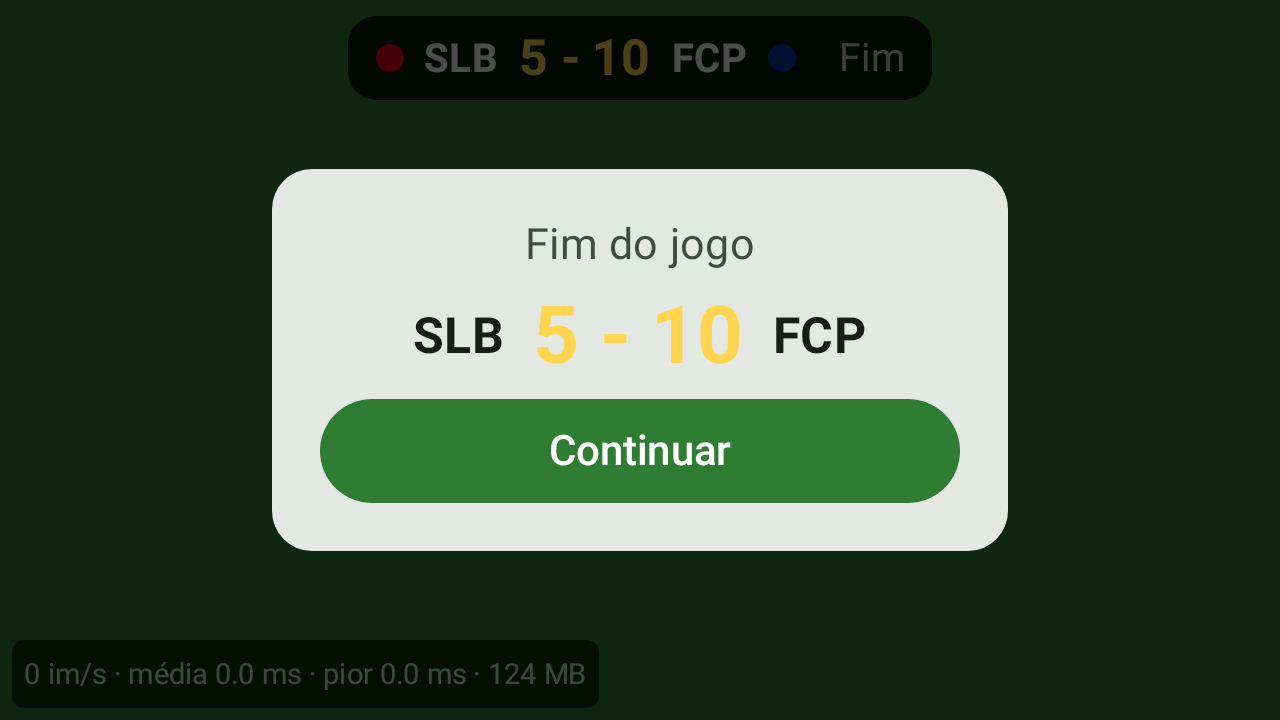 SLB 5 - 10 FCP Fim
Fim do jogo
SLB 5 - 10 FCP
Continuar
0 im/s · média 0.0 ms · pior 0.0 ms · 124 MB